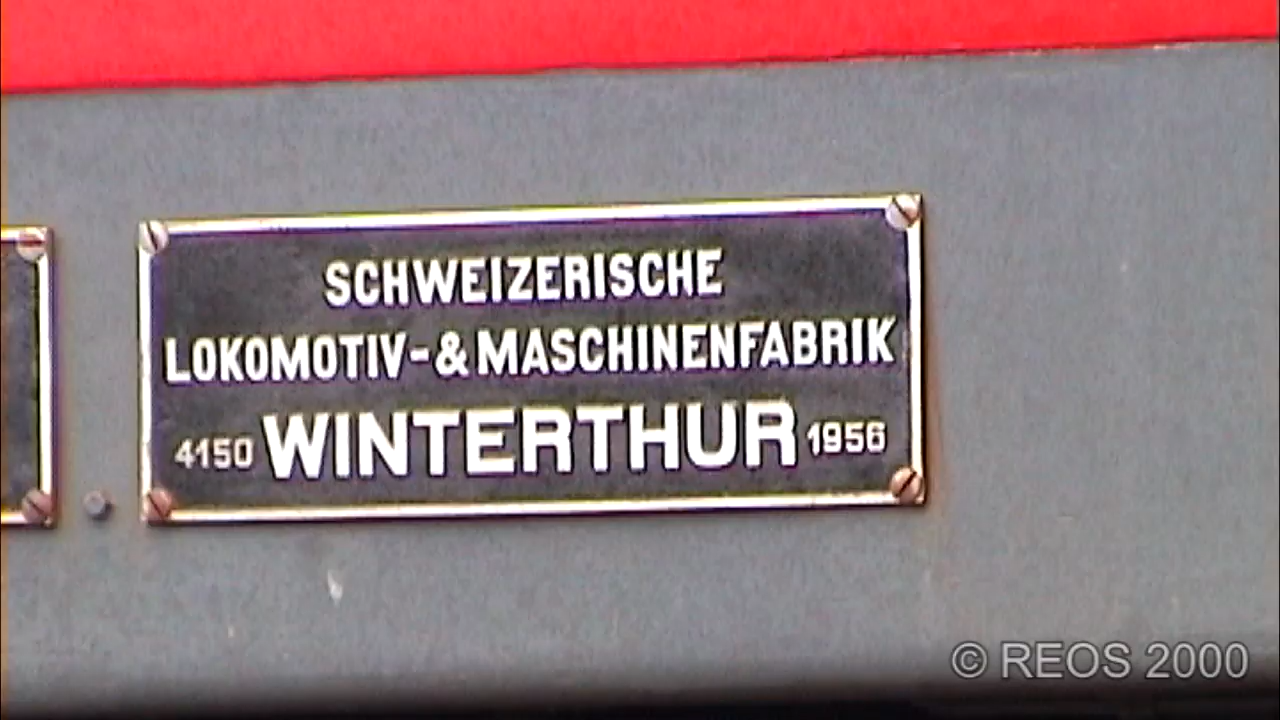 SCHWEIZERISCHE
LOKOMOTIV-&MASCHINENFABRIK
4150 WINTERTHUR 1956
© REOS 2000